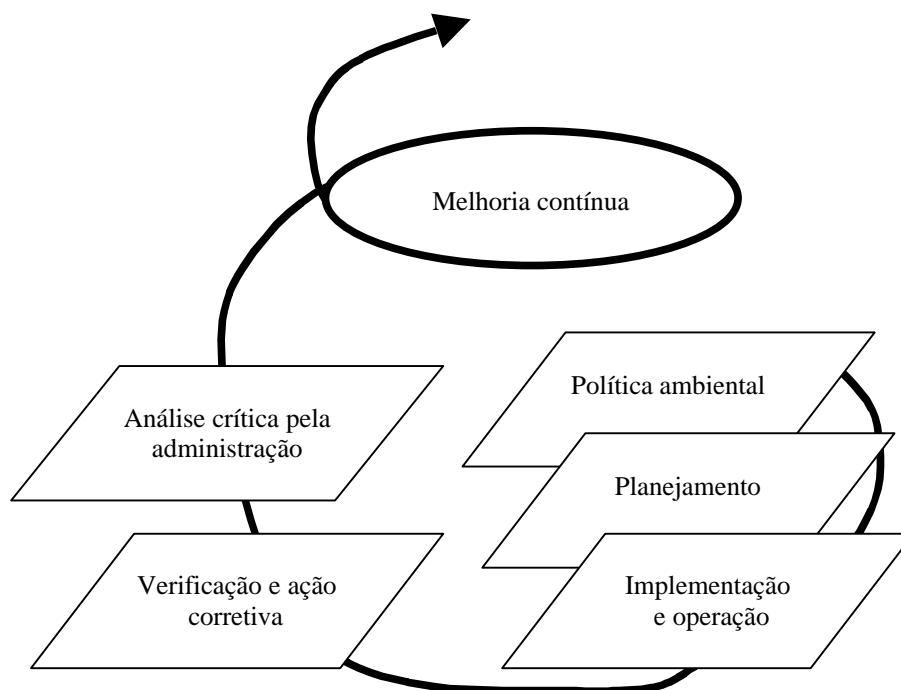 Melhoria contínua
Política ambiental
Análise crítica pela
administração
Planejamento
Verificação e ação
corretiva
Implementação
e operação